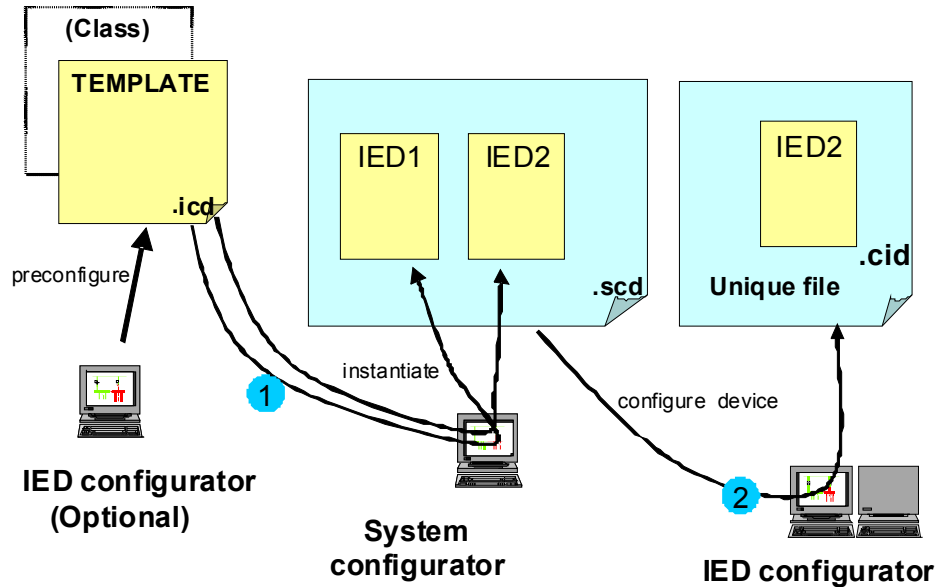 (Class)
TEMPLATE
.icd
preconfigure
IED configurator
(Optional)
1
IED1
IED2
.scd
instantiate
System
configurator
IED2
.cid
Unique file
configure device
2
IED configurator